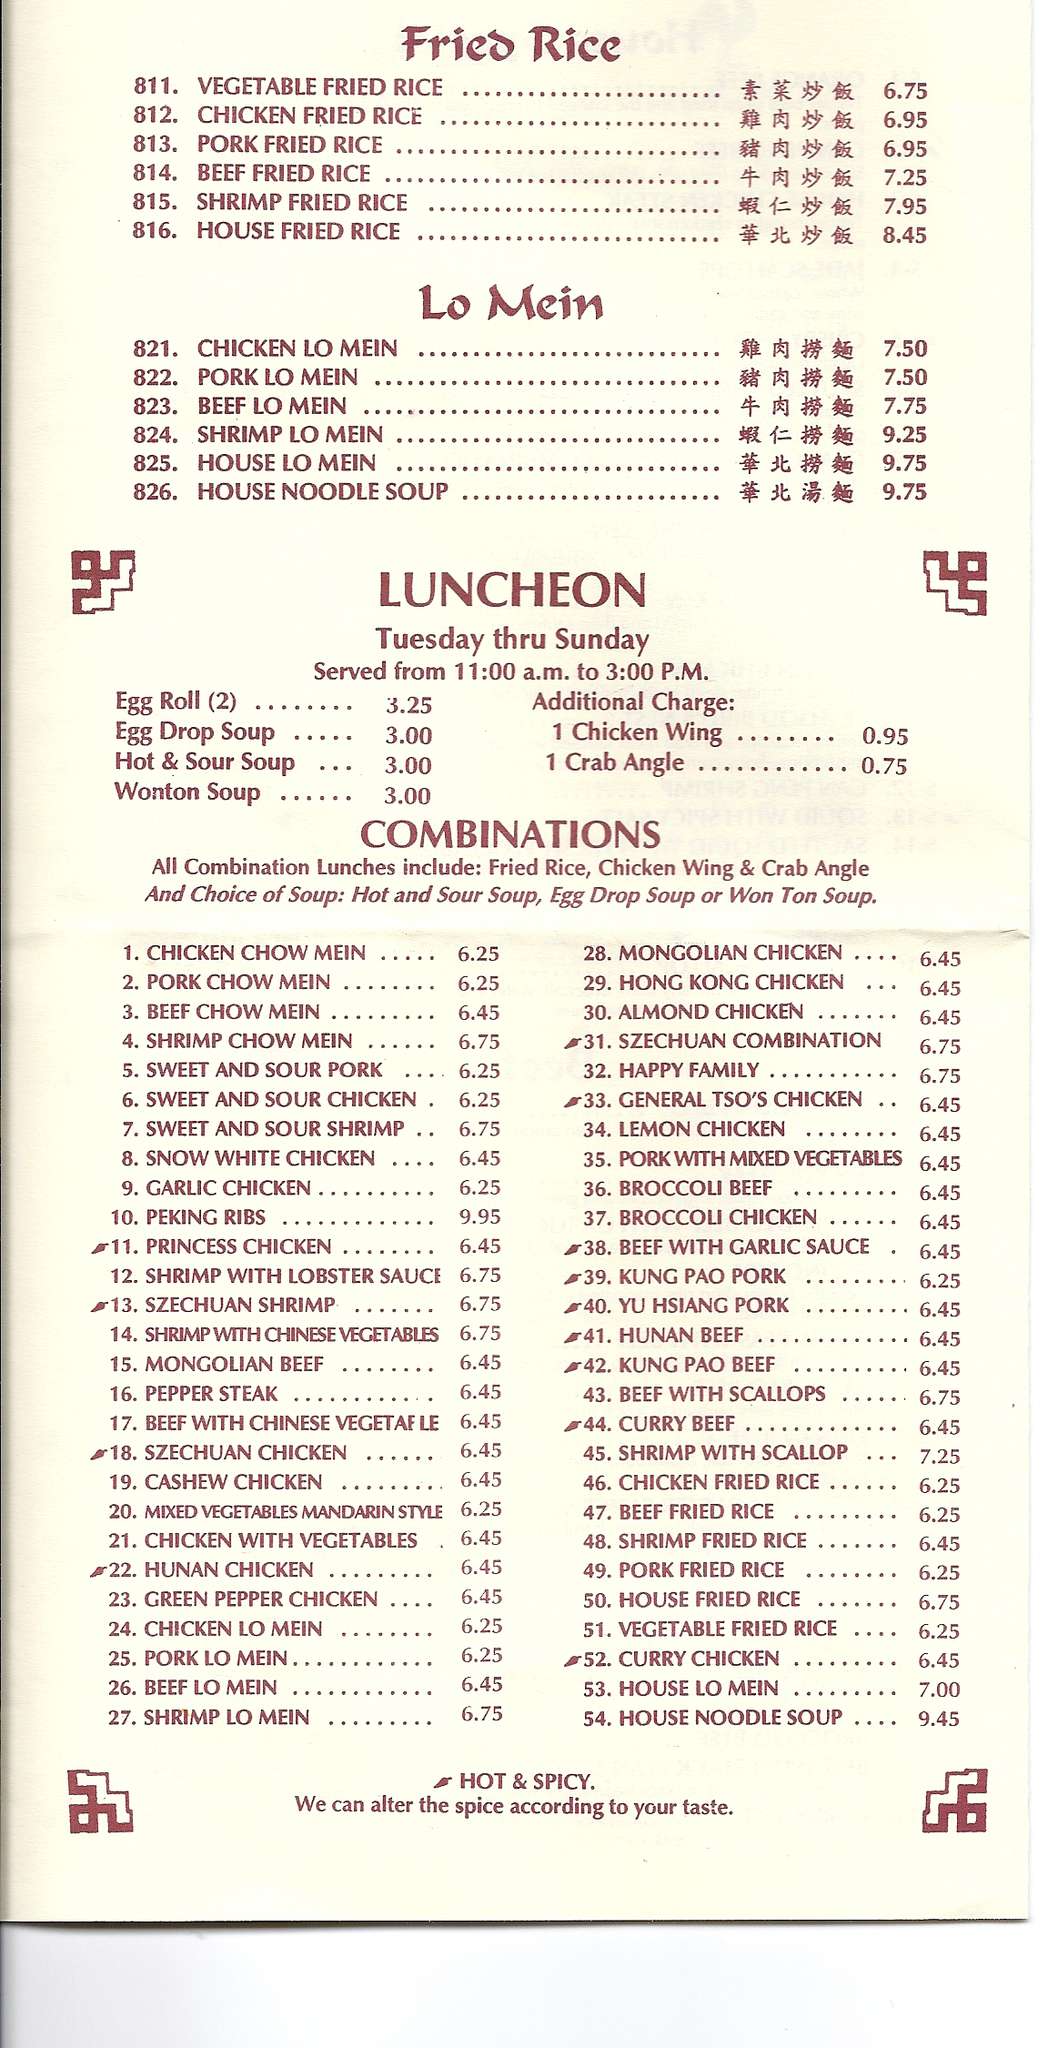 Fried Rice
811. VEGETABLE FRIED RICE ................................ 素菜炒飯 6.75
812. CHICKEN FRIED RICE .................................. 雞肉炒飯 6.95
813. PORK FRIED RICE ....................................... 豬肉炒飯 6.95
814. BEEF FRIED RICE ........................................ 牛肉炒飯 7.25
815. SHRIMP FRIED RICE .................................... 蝦仁炒飯 7.95
816. HOUSE FRIED RICE ..................................... 華北炒飯 8.45
Lo Mein
821. CHICKEN LO MEIN ..................................... 雞肉撈麵 7.50
822. PORK LO MEIN .......................................... 豬肉撈麵 7.50
823. BEEF LO MEIN ........................................... 牛肉撈麵 7.75
824. SHRIMP LO MEIN ....................................... 蝦仁撈麵 9.25
825. HOUSE LO MEIN ....................................... 華北撈麵 9.75
826. HOUSE NOODLE SOUP .............................. 華北湯麵 9.75
LUNCHEON
Tuesday thru Sunday
Served from 11:00 a.m. to 3:00 P.M.
Egg Roll (2) ........ 3.25
Egg Drop Soup ..... 3.00
Hot & Sour Soup ... 3.00
Wonton Soup ...... 3.00
Additional Charge:
1 Chicken Wing ........ 0.95
1 Crab Angle ............ 0.75
COMBINATIONS
All Combination Lunches include: Fried Rice, Chicken Wing & Crab Angle
And Choice of Soup: Hot and Sour Soup, Egg Drop Soup or Won Ton Soup.
1. CHICKEN CHOW MEIN ..... 6.25
2. PORK CHOW MEIN ........ 6.25
3. BEEF CHOW MEIN ......... 6.45
4. SHRIMP CHOW MEIN ...... 6.75
5. SWEET AND SOUR PORK .... 6.25
6. SWEET AND SOUR CHICKEN . 6.25
7. SWEET AND SOUR SHRIMP .. 6.75
8. SNOW WHITE CHICKEN .... 6.45
9. GARLIC CHICKEN .......... 6.25
10. PEKING RIBS ............. 9.95
11. PRINCESS CHICKEN ........ 6.45
12. SHRIMP WITH LOBSTER SAUCE 6.75
13. SZECHUAN SHRIMP ....... 6.75
14. SHRIMP WITH CHINESE VEGETABLES 6.75
15. MONGOLIAN BEEF ........ 6.45
16. PEPPER STEAK ............ 6.45
17. BEEF WITH CHINESE VEGETABLE 6.45
18. SZECHUAN CHICKEN ...... 6.45
19. CASHEW CHICKEN ......... 6.45
20. MIXED VEGETABLES MANDARIN STYLE 6.25
21. CHICKEN WITH VEGETABLES . 6.45
22. HUNAN CHICKEN ......... 6.45
23. GREEN PEPPER CHICKEN .... 6.45
24. CHICKEN LO MEIN ........ 6.25
25. PORK LO MEIN ............ 6.25
26. BEEF LO MEIN ............ 6.45
27. SHRIMP LO MEIN ......... 6.75
28. MONGOLIAN CHICKEN .... 6.45
29. HONG KONG CHICKEN ... 6.45
30. ALMOND CHICKEN ....... 6.45
31. SZECHUAN COMBINATION 6.75
32. HAPPY FAMILY ........... 6.75
33. GENERAL TSO'S CHICKEN .. 6.45
34. LEMON CHICKEN ........ 6.45
35. PORK WITH MIXED VEGETABLES 6.45
36. BROCCOLI BEEF ......... 6.45
37. BROCCOLI CHICKEN ...... 6.45
38. BEEF WITH GARLIC SAUCE . 6.45
39. KUNG PAO PORK ......... 6.25
40. YU HSIANG PORK ......... 6.45
41. HUNAN BEEF ............. 6.45
42. KUNG PAO BEEF .......... 6.45
43. BEEF WITH SCALLOPS ...... 6.75
44. CURRY BEEF .............. 6.45
45. SHRIMP WITH SCALLOP ... 7.25
46. CHICKEN FRIED RICE ...... 6.25
47. BEEF FRIED RICE ......... 6.25
48. SHRIMP FRIED RICE ....... 6.45
49. PORK FRIED RICE ........ 6.25
50. HOUSE FRIED RICE ....... 6.75
51. VEGETABLE FRIED RICE .... 6.25
52. CURRY CHICKEN ......... 6.45
53. HOUSE LO MEIN ......... 7.00
54. HOUSE NOODLE SOUP .... 9.45
HOT & SPICY.
We can alter the spice according to your taste.